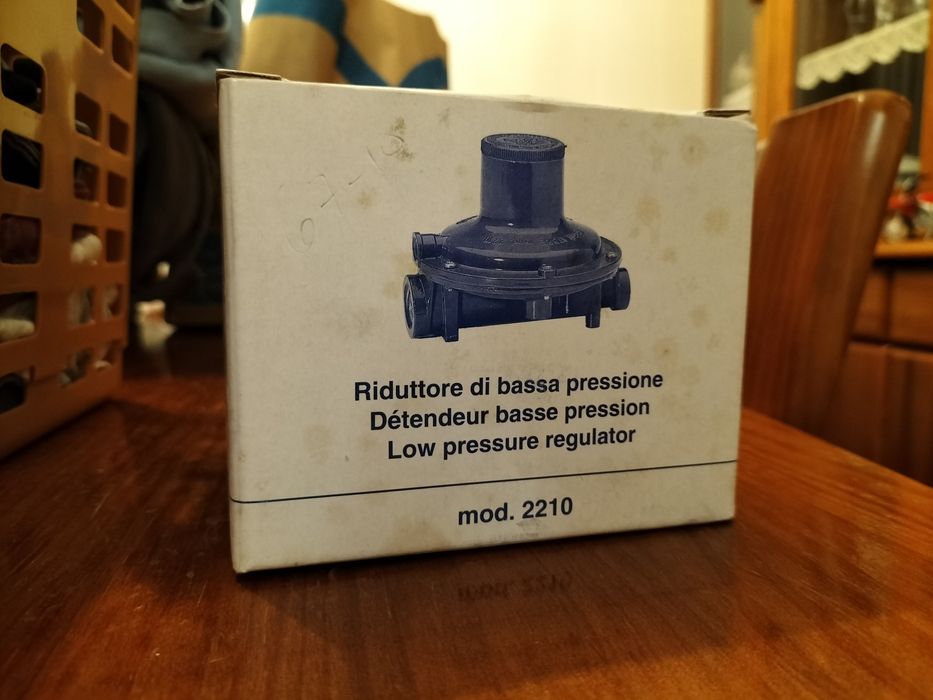 Riduttore di bassa pressione
Détendeur basse pression
Low pressure regulator
mod. 2210